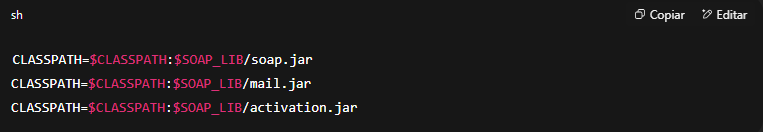 sh
Copiar
Editar
CLASSPATH=$CLASSPATH:$SOAP_LIB/soap.jar
CLASSPATH=$CLASSPATH:$SOAP_LIB/mail.jar
CLASSPATH=$CLASSPATH:$SOAP_LIB/activation.jar